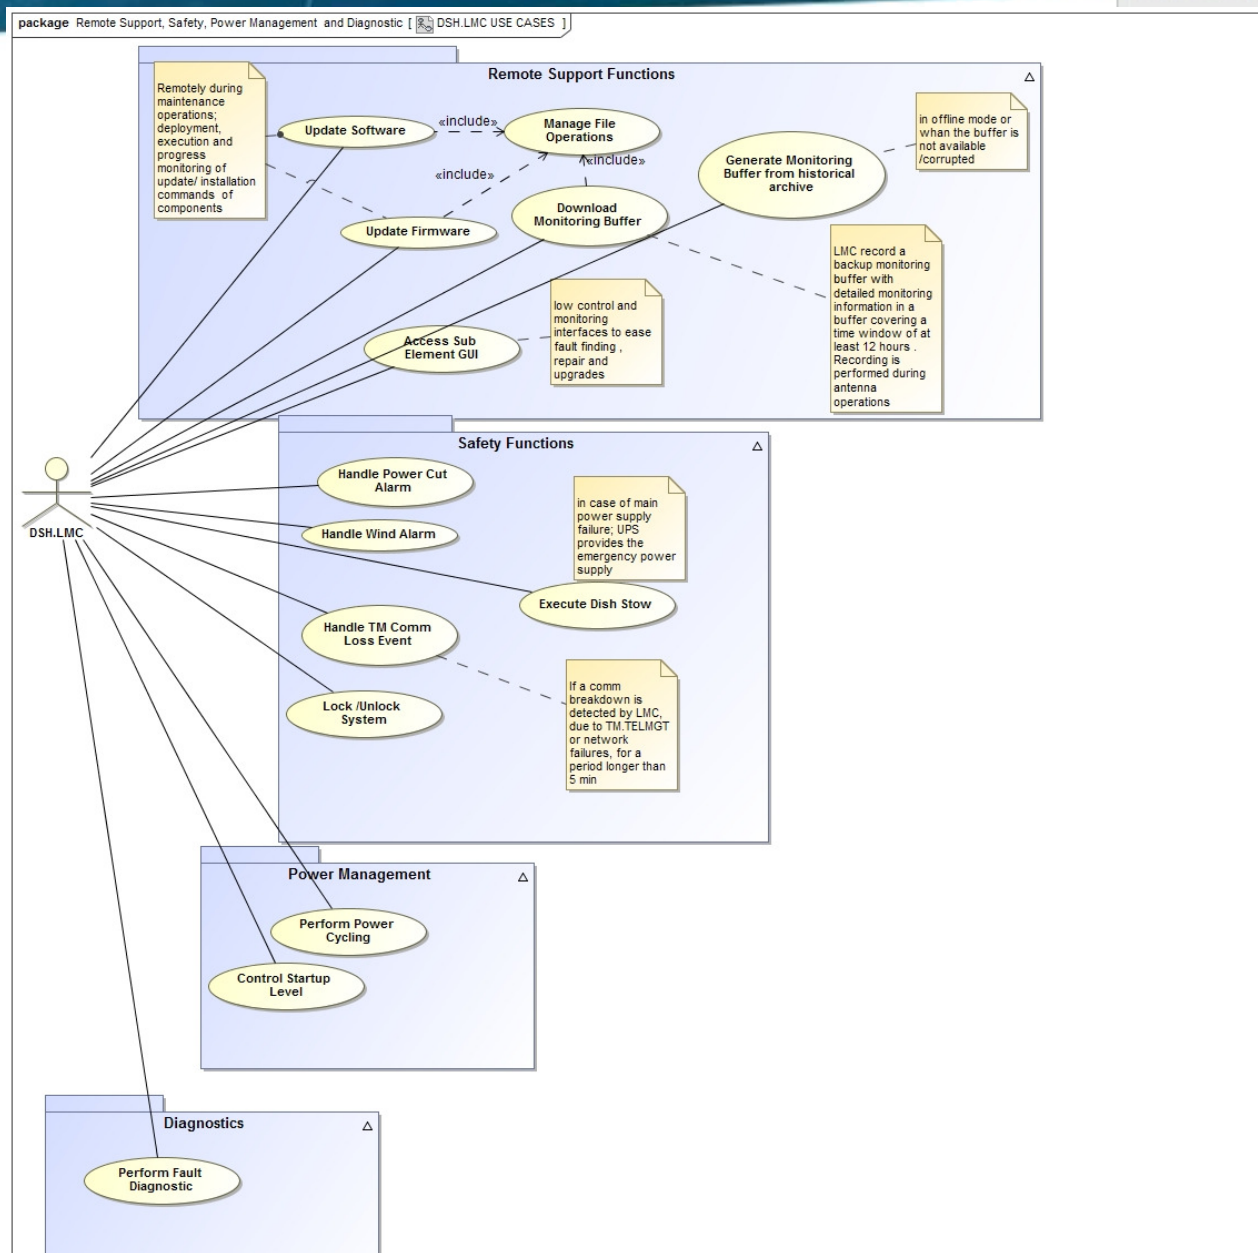 package Remote Support, Safety, Power Management and Diagnostic [ DSH.LMC USE CASES ]
Remote Support Functions
Remotely during
maintenance
operations;
deployment,
execution and
progress
monitoring of
update/ installation
commands of
components
Update Software
«include»
Manage File
Operations
«include»
«include»
Update Firmware
Download
Monitoring Buffer
Generate Monitoring
Buffer from historical
archive
in offline mode or
whan the buffer is
not available
/corrupted
LMC record a
backup monitoring
buffer with
detailed monitoring
information in a
buffer covering a
time window of at
least 12 hours .
Recording is
performed during
antenna
operations
Access Sub
Element GUI
low control and
monitoring
interfaces to ease
fault finding ,
repair and
upgrades
DSH.LMC
Safety Functions
Handle Power Cut
Alarm
Handle Wind Alarm
in case of main
power supply
failure; UPS
provides the
emergency power
supply
Execute Dish Stow
Handle TM Comm
Loss Event
If a comm
breakdown is
detected by LMC,
due to TM.TELMGT
or network
failures, for a
period longer than
5 min
Lock /Unlock
System
Power Management
Perform Power
Cycling
Control Startup
Level
Diagnostics
Perform Fault
Diagnostic